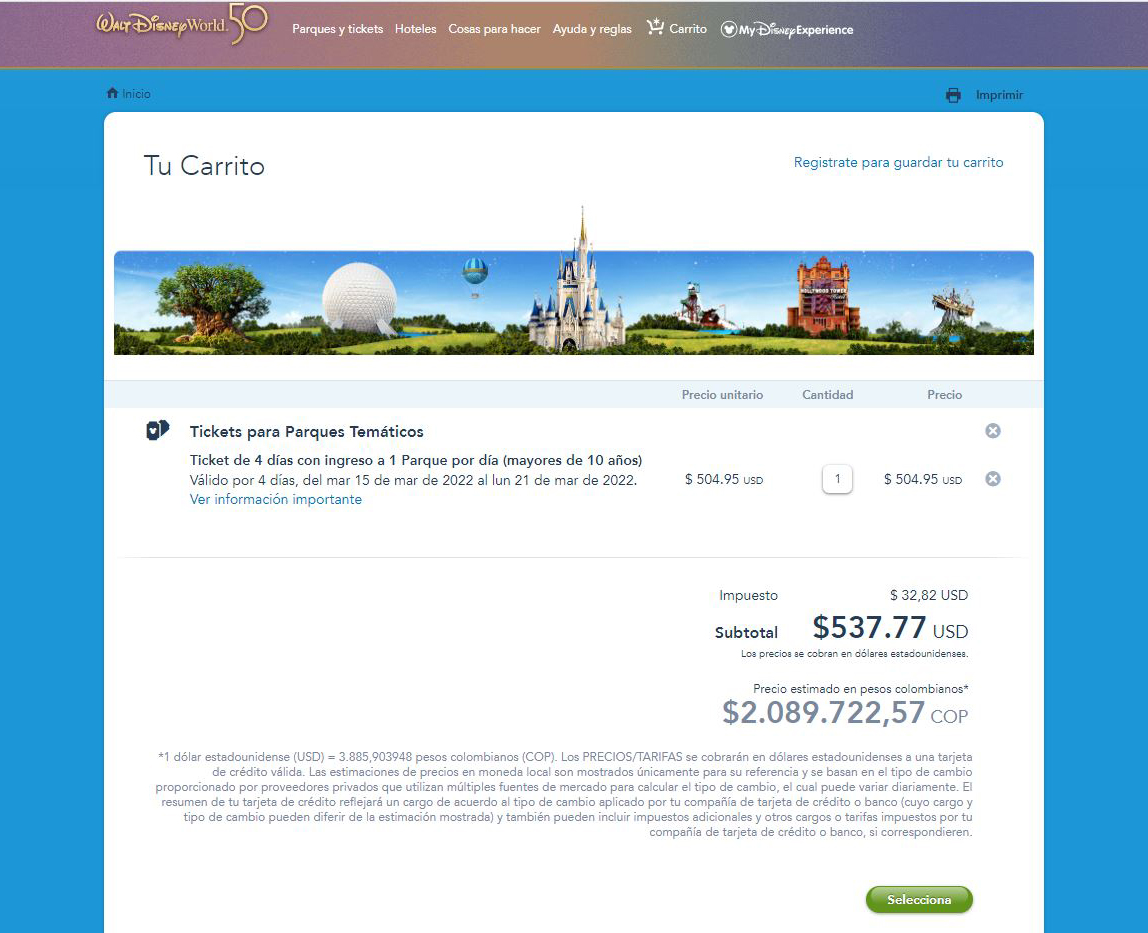 Walt Disney World. 50
Parques y tickets Hoteles Cosas para hacer Ayuda y reglas Carrito My Disney Experience
Inicio Imprimir
Tu Carrito Registrate para guardar tu carrito
HOLLYWOOD TOWER
Precio unitario Cantidad Precio
Tickets para Parques Temáticos
Ticket de 4 días con ingreso a 1 Parque por día (mayores de 10 años)
Válido por 4 días, del mar 15 de mar de 2022 al lun 21 de mar de 2022. $ 504.95 USD 1 $ 504.95 USD
Ver información importante
Impuesto $ 32,82 USD
Subtotal $537.77 USD
Los precios se cobran en dólares estadounidenses.
Precio estimado en pesos colombianos*
$2.089.722,57 COP
*1 dólar estadounidense (USD) = 3.885,903948 pesos colombianos (COP). Los PRECIOS/TARIFAS se cobrarán en dólares estadounidenses a una tarjeta
de crédito válida. Las estimaciones de precios en moneda local son mostrados únicamente para su referencia y se basan en el tipo de cambio
proporcionado por proveedores privados que utilizan múltiples fuentes de mercado para calcular el tipo de cambio, el cual puede variar diariamente. El
resumen de tu tarjeta de crédito reflejará un cargo de acuerdo al tipo de cambio aplicado por tu compañía de tarjeta de crédito o banco (cuyo cargo y
tipo de cambio pueden diferir de la estimación mostrada) y también pueden incluir impuestos adicionales y otros cargos o tarifas impuestos por tu
compañía de tarjeta de crédito o banco, si correspondieren.
Selecciona